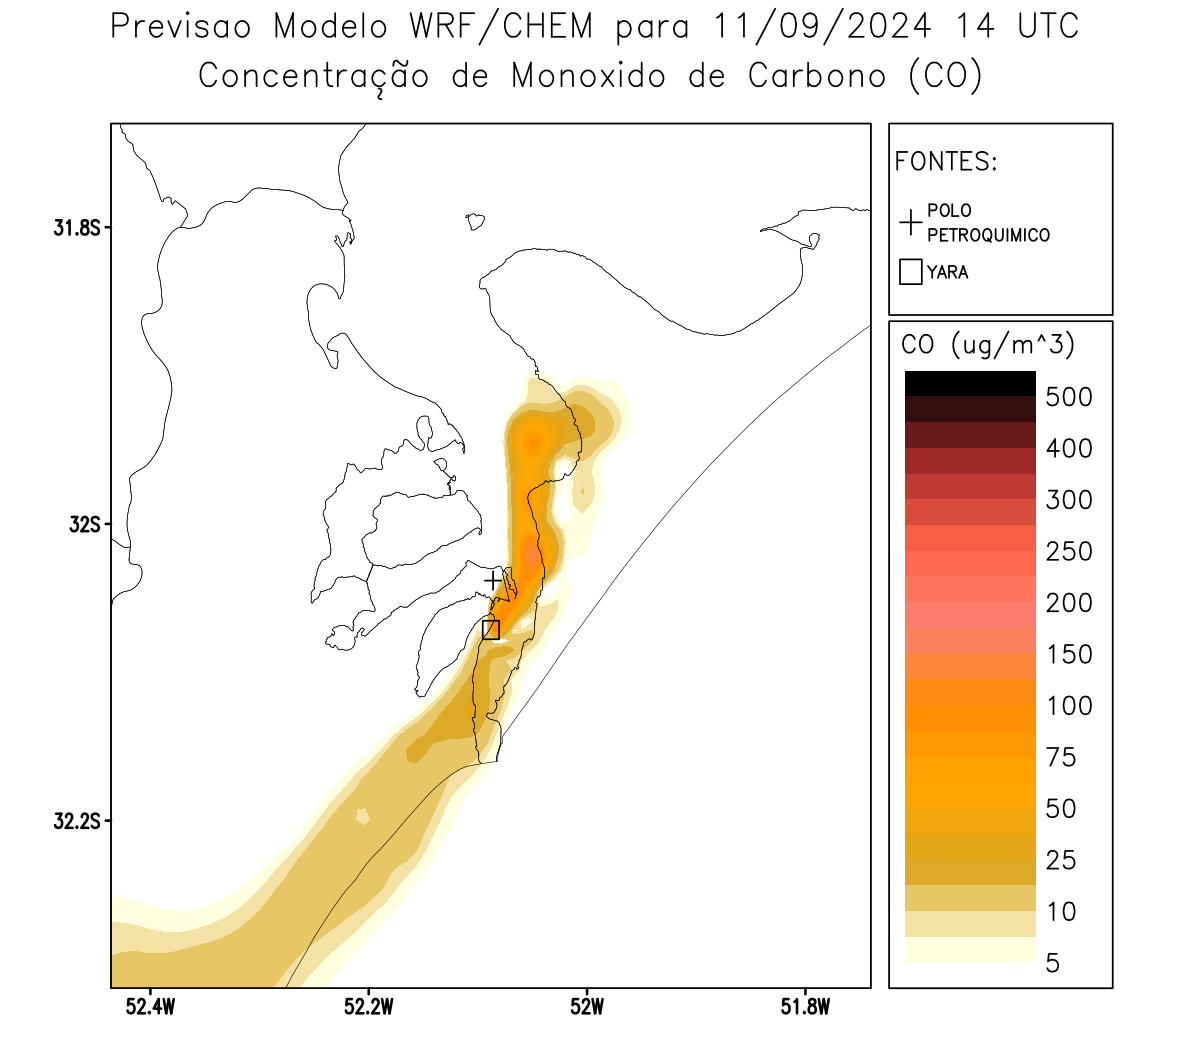 Previsao Modelo WRF/CHEM para 11/09/2024 14 UTC
Concentração de Monoxido de Carbono (CO)
FONTES:
POLO
PETROQUIMICO
YARA
CO (ug/m^3)
500
400
300
250
200
150
100
75
50
25
10
5
31.8S
32S
32.2S
52.4W
52.2W
52W
51.8W